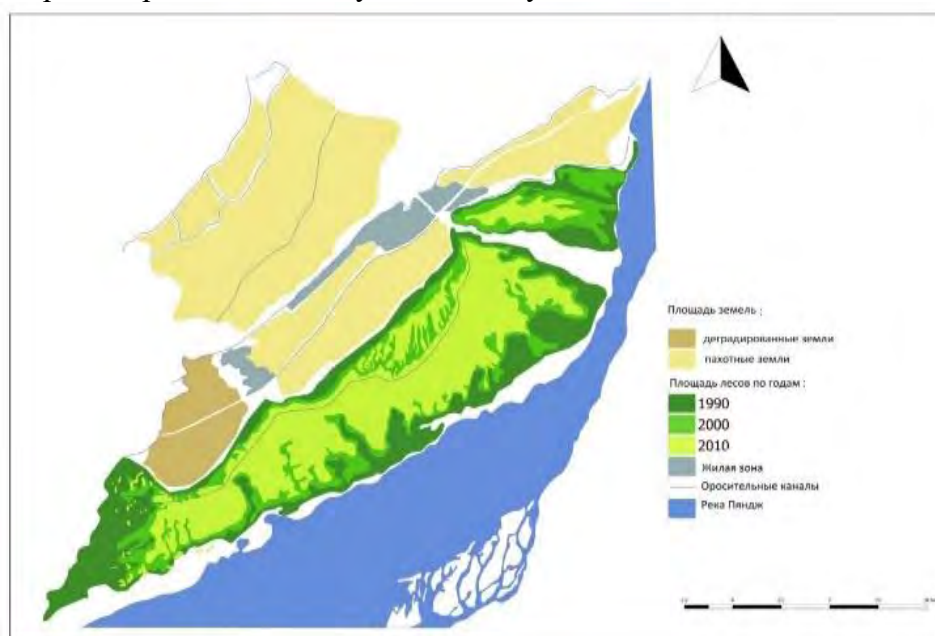 Площадь земель :
деградированные земли
пахотные земли
Площадь лесов по годам :
1990
2000
2010
Жилая зона
Оросительные каналы
Река Пяндж